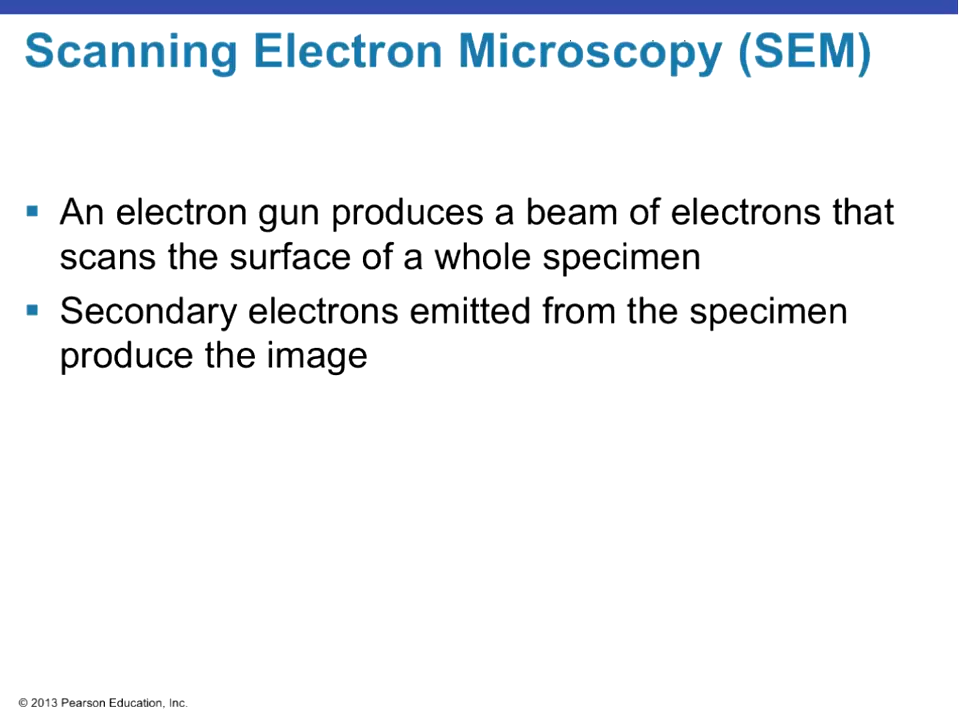 Scanning Electron Microscopy (SEM)
▪ An electron gun produces a beam of electrons that
scans the surface of a whole specimen
▪ Secondary electrons emitted from the specimen
produce the image
© 2013 Pearson Education, Inc.